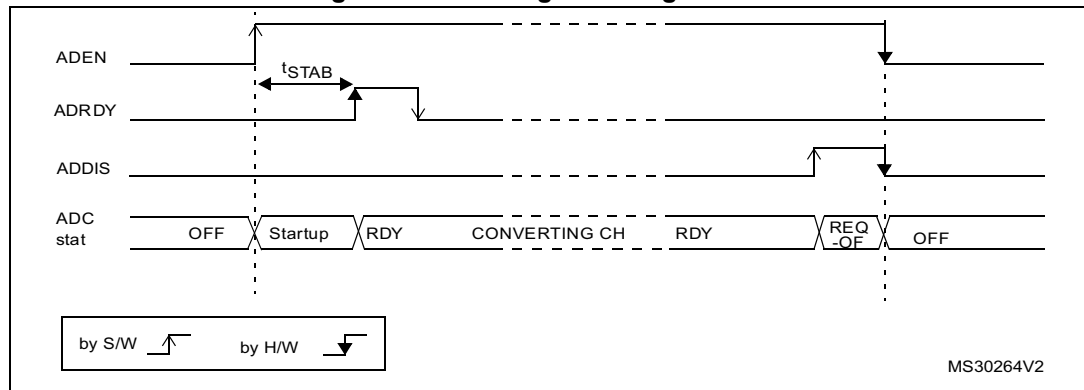 ADEN
tSTAB
ADRDY
ADDIS
ADC
stat
OFF
Startup
RDY
CONVERTING CH
RDY
REQ
-OF
OFF
by S/W
by H/W
MS30264V2